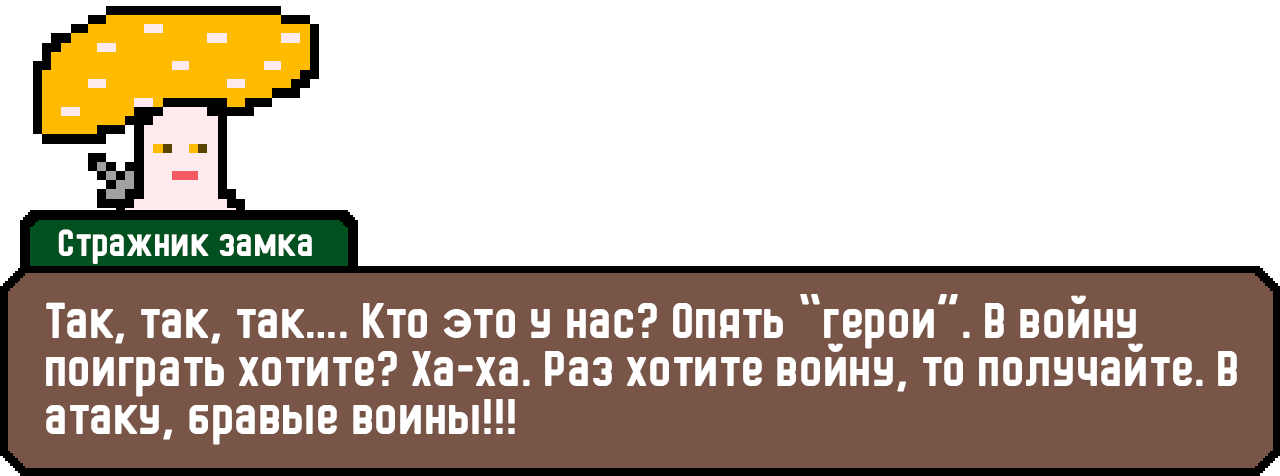 Стражник замка
Так, так, так.... Кто это у нас? Опять “герои”. В войну
поиграть хотите? Ха-ха. Раз хотите войну, то получайте. В
атаку, бравые воины!!!